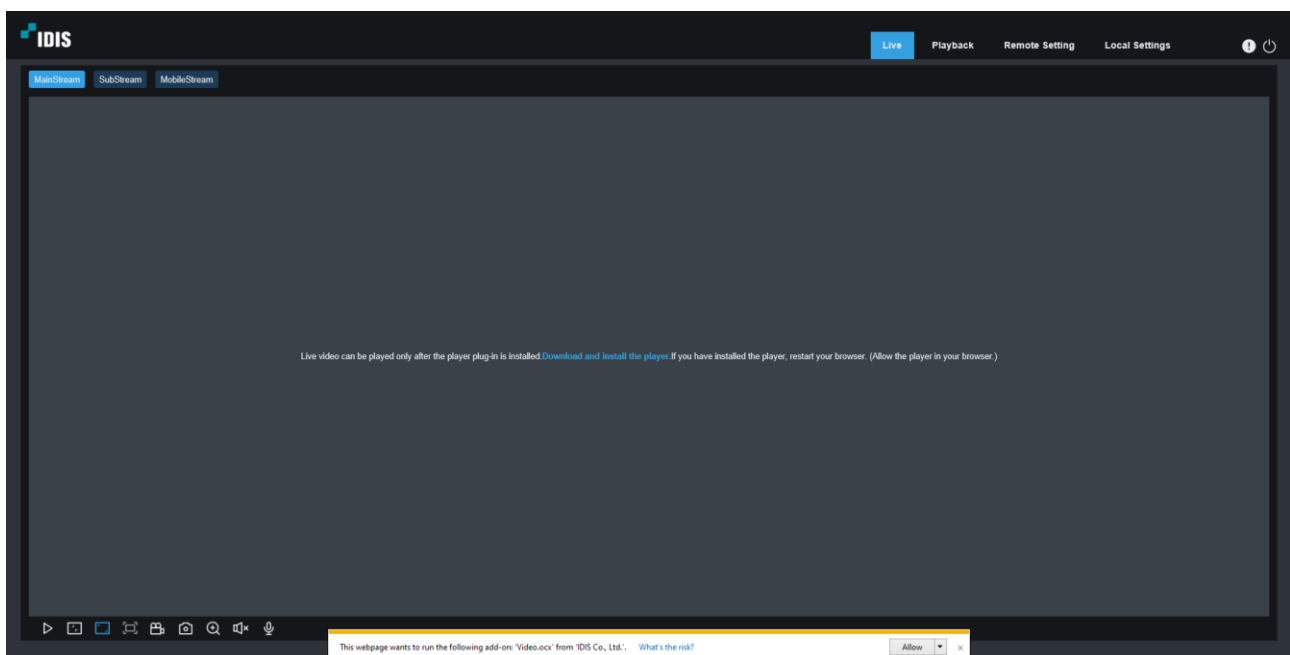 IDIS
Live Playback Remote Setting Local Settings
MainStream SubStream MobileStream
Live video can be played only after the player plug-in is installed.Download and install the player.If you have installed the player, restart your browser. (Allow the player in your browser.)
This webpage wants to run the following add-on: 'Video.ocx' from 'IDIS Co., Ltd.'. What's the risk? Allow